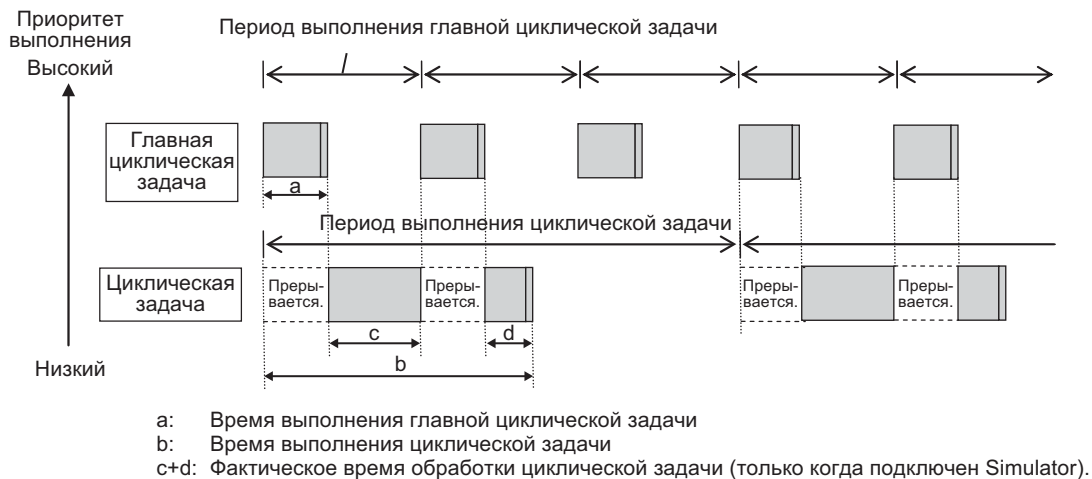 Приоритет
выполнения
Высокий
Период выполнения главной циклической задачи
Главная
циклическая
задача
a
Период выполнения циклической задачи
Циклическая
задача
Преры-
вается.
Преры-
вается.
Преры-
вается.
Преры-
вается.
c
d
b
Низкий
a: Время выполнения главной циклической задачи
b: Время выполнения циклической задачи
c+d: Фактическое время обработки циклической задачи (только когда подключен Simulator).